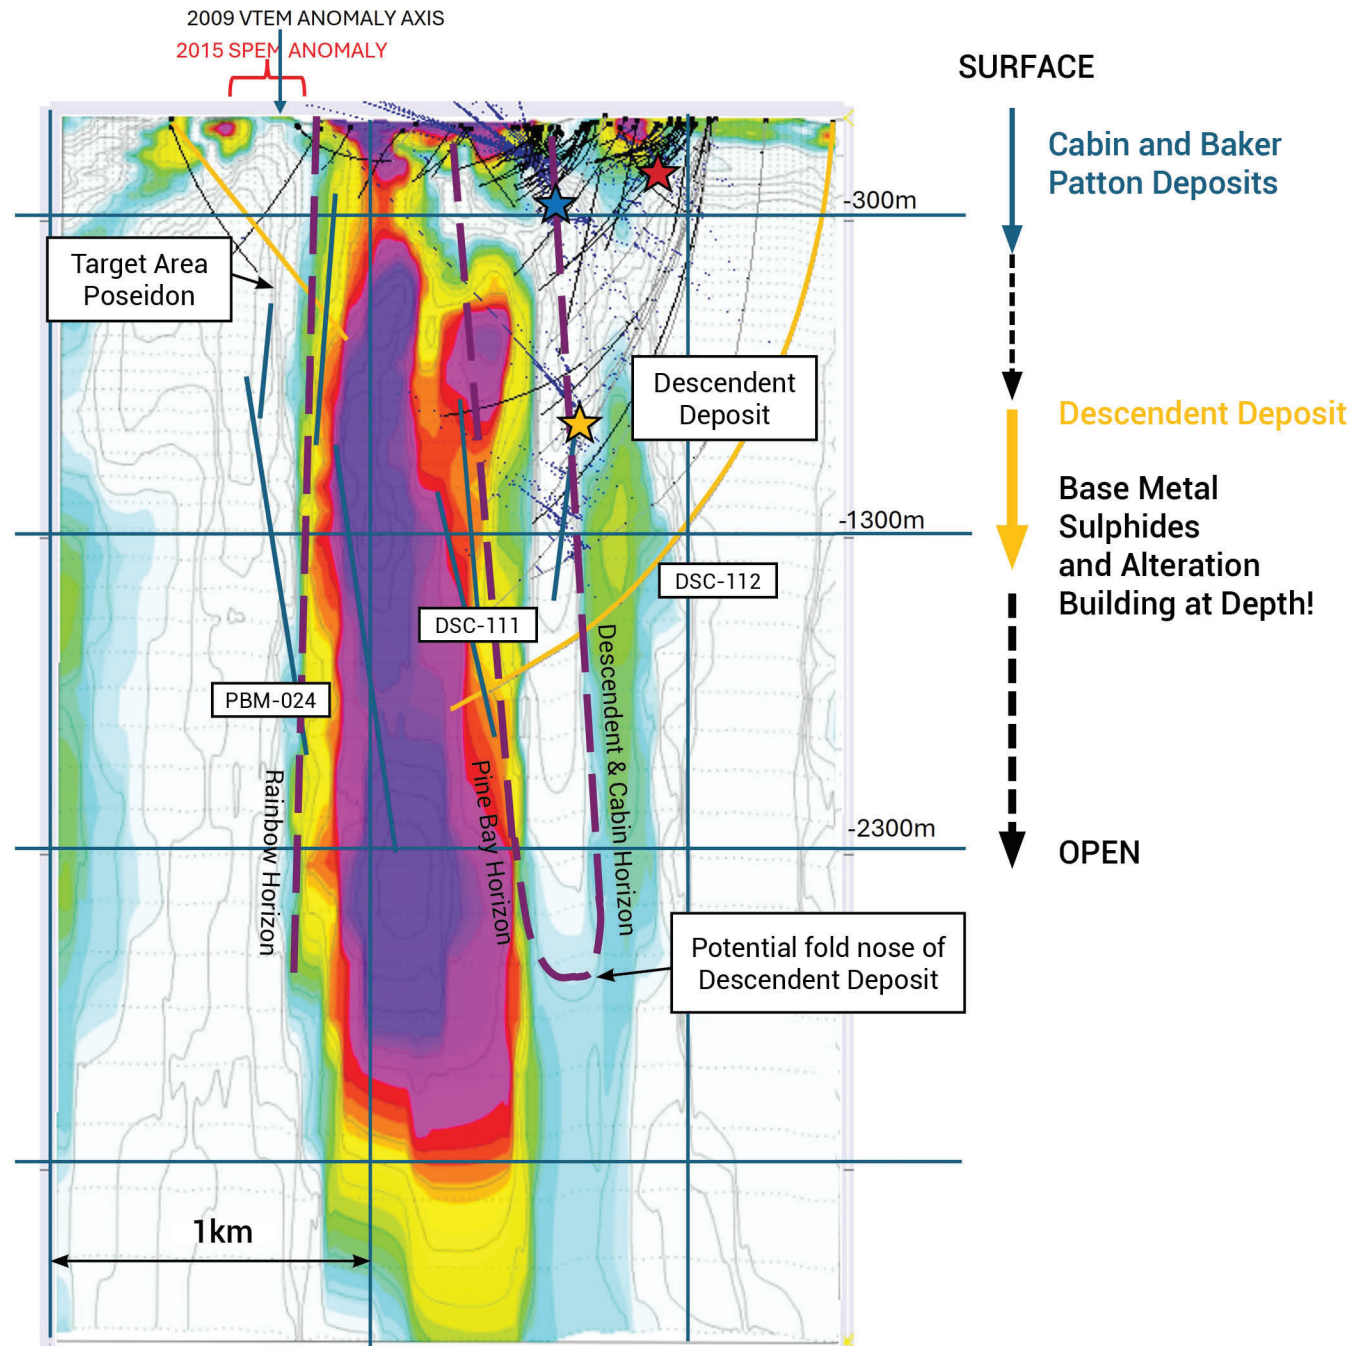 2009 VTEM ANOMALY AXIS
2015 SPEM ANOMALY
SURFACE
Cabin and Baker
Patton Deposits
-300m
Target Area
Poseidon
Descendent
Deposit
Descendent Deposit
Base Metal
Sulphides
and Alteration
Building at Depth!
-1300m
DSC-112
DSC-111
PBM-024
Rainbow Horizon
Pine Bay Horizon
Descendent & Cabin Horizon
-2300m
OPEN
Potential fold nose of
Descendent Deposit
1km